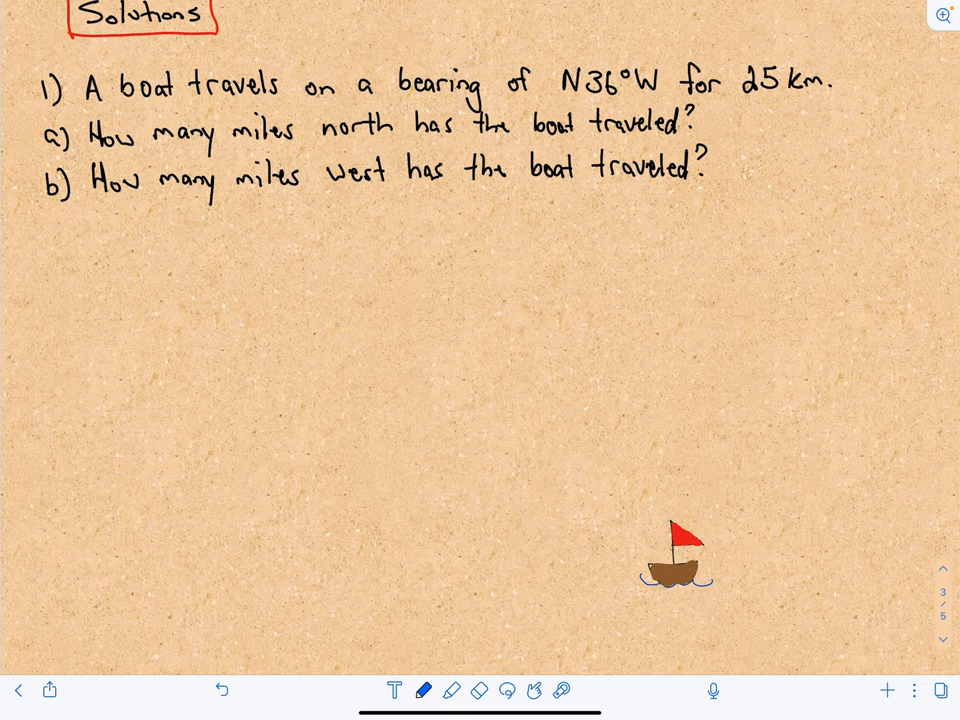 Solutions
1) A boat travels on a bearing of N36°W for 25 km.
a) How many miles north has the boat traveled?
b) How many miles west has the boat traveled?
3
/
5
T